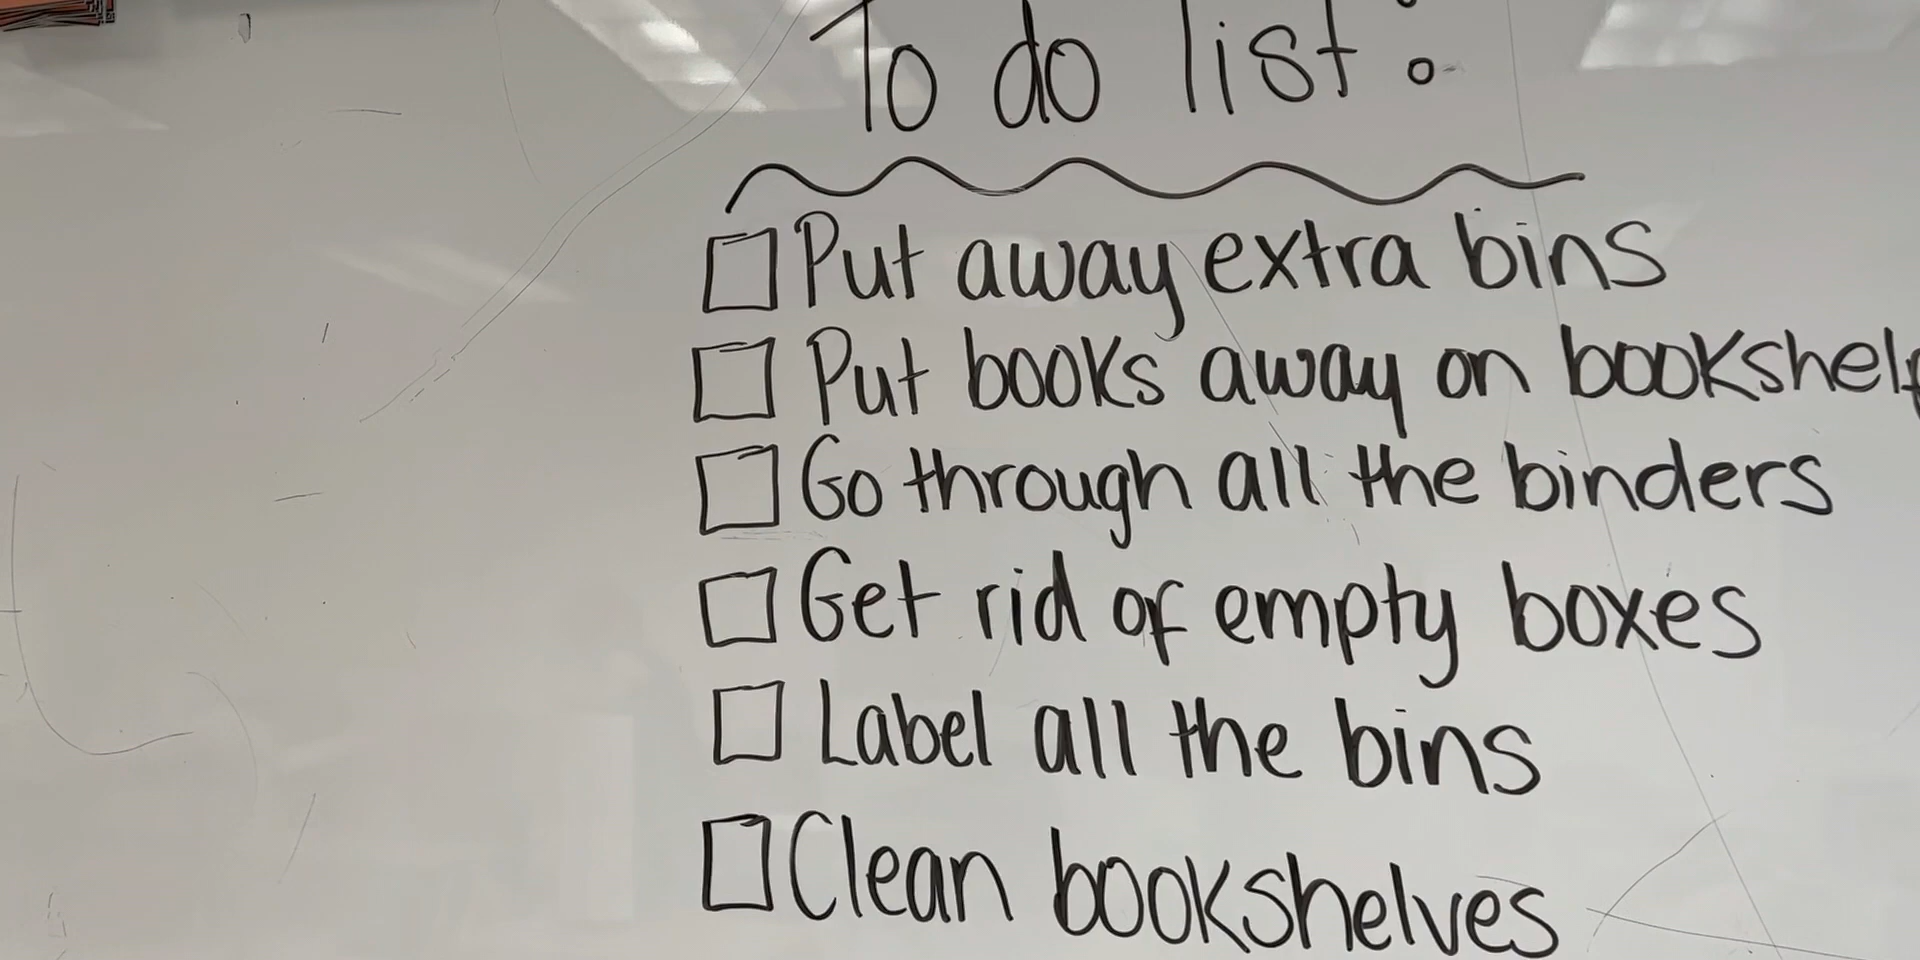 To do list:
Put away extra bins
Put books away on bookshelf
Go through all the binders
Get rid of empty boxes
Label all the bins
Clean bookshelves